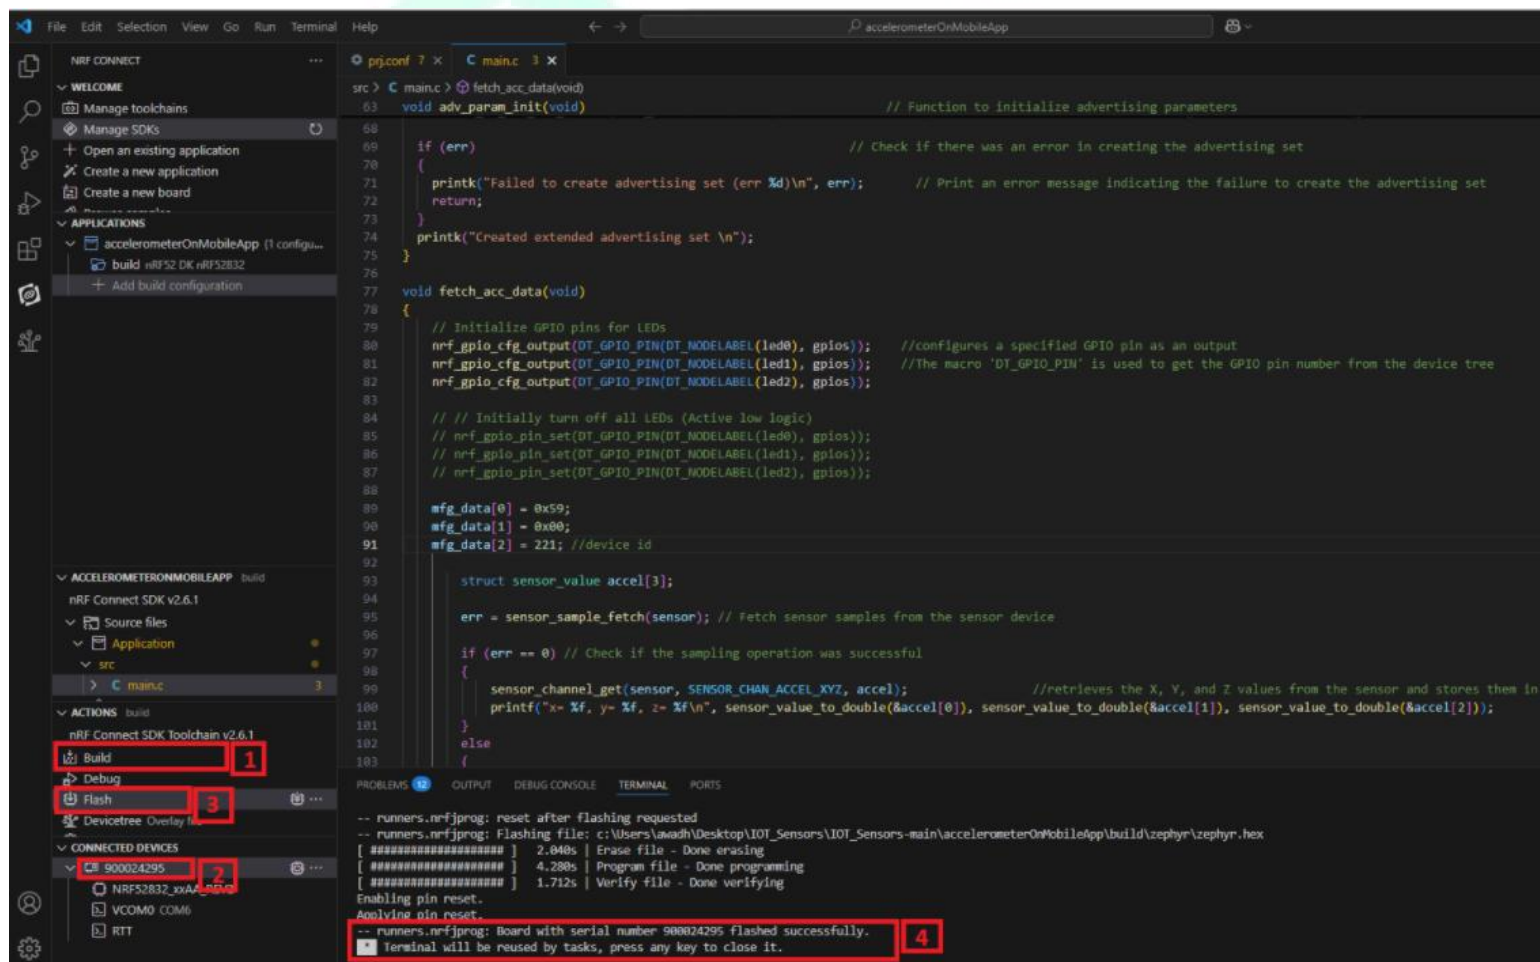 File Edit Selection View Go Run Terminal Help
accelerometerOnMobileApp
NRF CONNECT
WELCOME
Manage toolchains
Manage SDKs
Open an existing application
Create a new application
Create a new board
APPLICATIONS
accelerometerOnMobileApp (1 configu...
build nRF52 DK nRF52832
Add build configuration
ACCELEROMETERONMOBILEAPP build
nRF Connect SDK v2.6.1
Source files
Application
src
C main.c 3
ACTIONS build
nRF Connect SDK Toolchain v2.6.1
Build 1
Debug
Flash 3
Devicetree Overlay
CONNECTED DEVICES
900024295 2
VCOM0 COM6
RTT
prj.conf 7 C main.c 3
src > C main.c > fetch_acc_data(void)
63 void adv_param_init(void) // Function to initialize advertising parameters
68
69 if (err) // Check if there was an error in creating the advertising set
70 {
71 printk("Failed to create advertising set (err %d)\n", err); // Print an error message indicating the failure to create the advertising set
72 return;
73 }
74 printk("Created extended advertising set \n");
75 }
76
77 void fetch_acc_data(void)
78 {
79 // Initialize GPIO pins for LEDs
80 nrf_gpio_cfg_output(DT_GPIO_PIN(DT_NODELABEL(led0), gpios)); //configures a specified GPIO pin as an output
81 nrf_gpio_cfg_output(DT_GPIO_PIN(DT_NODELABEL(led1), gpios)); //The macro 'DT_GPIO_PIN' is used to get the GPIO pin number from the device tree
82 nrf_gpio_cfg_output(DT_GPIO_PIN(DT_NODELABEL(led2), gpios));
83
84 // // Initially turn off all LEDs (Active low logic)
85 // nrf_gpio_pin_set(DT_GPIO_PIN(DT_NODELABEL(led0), gpios));
86 // nrf_gpio_pin_set(DT_GPIO_PIN(DT_NODELABEL(led1), gpios));
87 // nrf_gpio_pin_set(DT_GPIO_PIN(DT_NODELABEL(led2), gpios));
88
89 mfg_data[0] = 0x59;
90 mfg_data[1] = 0x00;
91 mfg_data[2] = 221; //device id
92
93 struct sensor_value accel[3];
94
95 err = sensor_sample_fetch(sensor); // Fetch sensor samples from the sensor device
96
97 if (err == 0) // Check if the sampling operation was successful
98 {
99 sensor_channel_get(sensor, SENSOR_CHAN_ACCEL_XYZ, accel); //retrieves the X, Y, and Z values from the sensor and stores them in
100 printf("x= %f, y= %f, z= %f\n", sensor_value_to_double(&accel[0]), sensor_value_to_double(&accel[1]), sensor_value_to_double(&accel[2]));
101 }
102 else
103 {
PROBLEMS 12 OUTPUT DEBUG CONSOLE TERMINAL PORTS
-- runners.nrfjprog: reset after flashing requested
-- runners.nrfjprog: Flashing file: c:\Users\awadh\Desktop\IOT_Sensors\IOT_Sensors-main\accelerometerOnMobileApp\build\zephyr\zephyr.hex
[ #################### ] 2.040s | Erase file - Done erasing
[ #################### ] 4.280s | Program file - Done programming
[ #################### ] 1.712s | Verify file - Done verifying
Enabling pin reset.
Applying pin reset.
-- runners.nrfjprog: Board with serial number 900024295 flashed successfully.
* Terminal will be reused by tasks, press any key to close it. 4